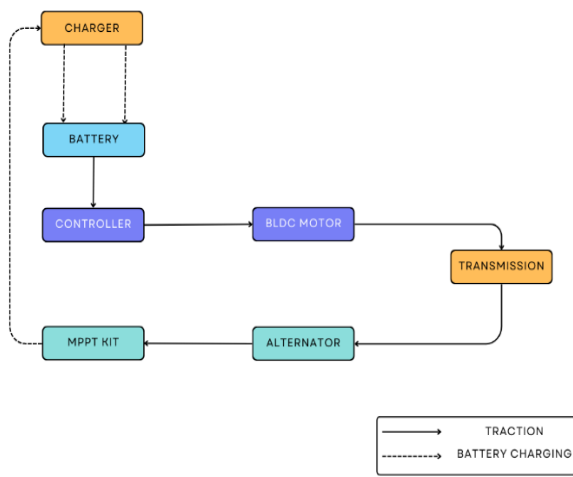 CHARGER
BATTERY
CONTROLLER
BLDC MOTOR
TRANSMISSION
MPPT KIT
ALTERNATOR
TRACTION
BATTERY CHARGING